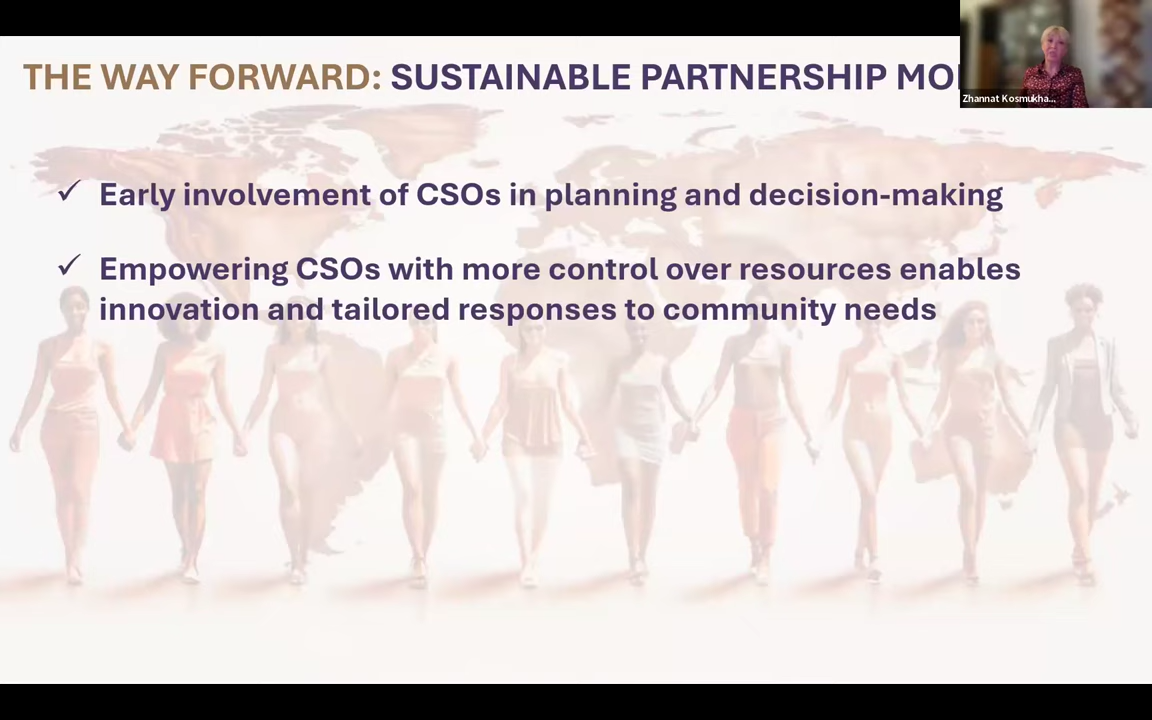 THE WAY FORWARD: SUSTAINABLE PARTNERSHIP
Zhannat Kosmukha...
✓ Early involvement of CSOs in planning and decision-making
✓ Empowering CSOs with more control over resources enables
innovation and tailored responses to community needs